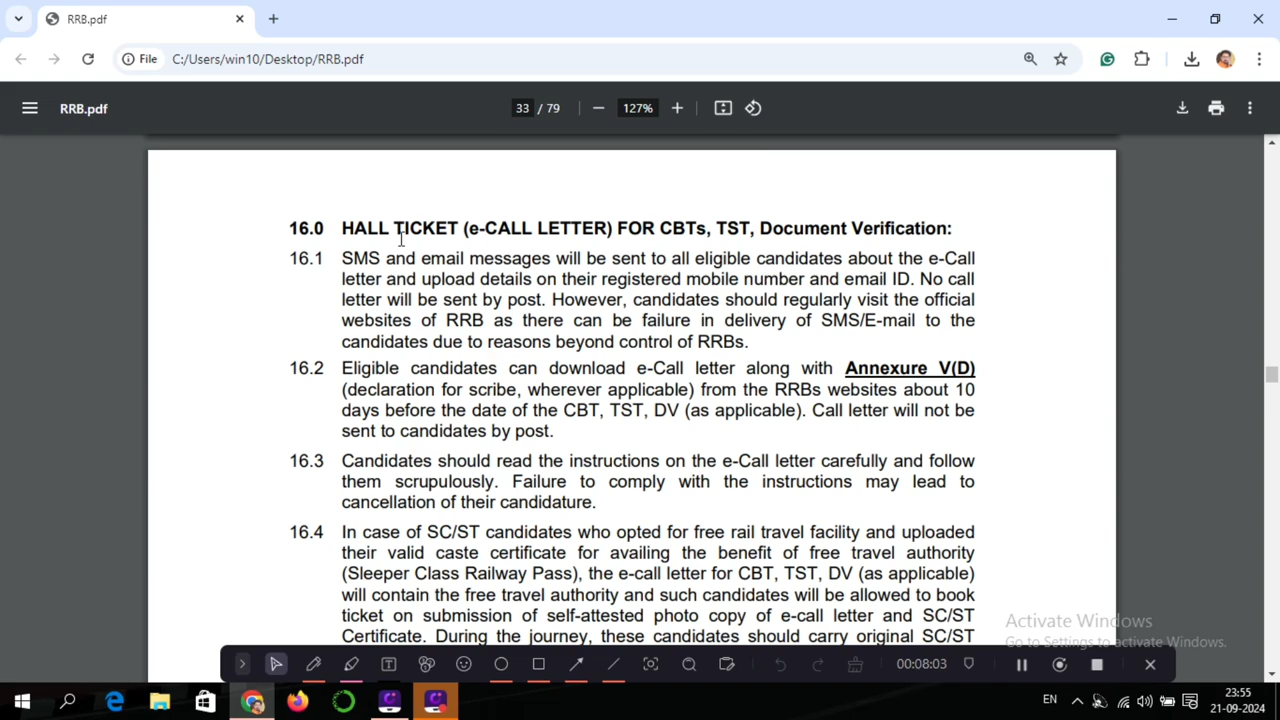 RRB.pdf
File
C:/Users/win10/Desktop/RRB.pdf
RRB.pdf
33 / 79
127%
16.0 HALL TICKET (e-CALL LETTER) FOR CBTs, TST, Document Verification:
16.1 SMS and email messages will be sent to all eligible candidates about the e-Call
letter and upload details on their registered mobile number and email ID. No call
letter will be sent by post. However, candidates should regularly visit the official
websites of RRB as there can be failure in delivery of SMS/E-mail to the
candidates due to reasons beyond control of RRBs.
16.2 Eligible candidates can download e-Call letter along with Annexure V(D)
(declaration for scribe, wherever applicable) from the RRBs websites about 10
days before the date of the CBT, TST, DV (as applicable). Call letter will not be
sent to candidates by post.
16.3 Candidates should read the instructions on the e-Call letter carefully and follow
them scrupulously. Failure to comply with the instructions may lead to
cancellation of their candidature.
16.4 In case of SC/ST candidates who opted for free rail travel facility and uploaded
their valid caste certificate for availing the benefit of free travel authority
(Sleeper Class Railway Pass), the e-call letter for CBT, TST, DV (as applicable)
will contain the free travel authority and such candidates will be allowed to book
ticket on submission of self-attested photo copy of e-call letter and SC/ST
Certificate. During the journey, these candidates should carry original SC/ST
Activate Windows
Go to Settings to activate Windows.
00:08:03
EN
23:55
21-09-2024